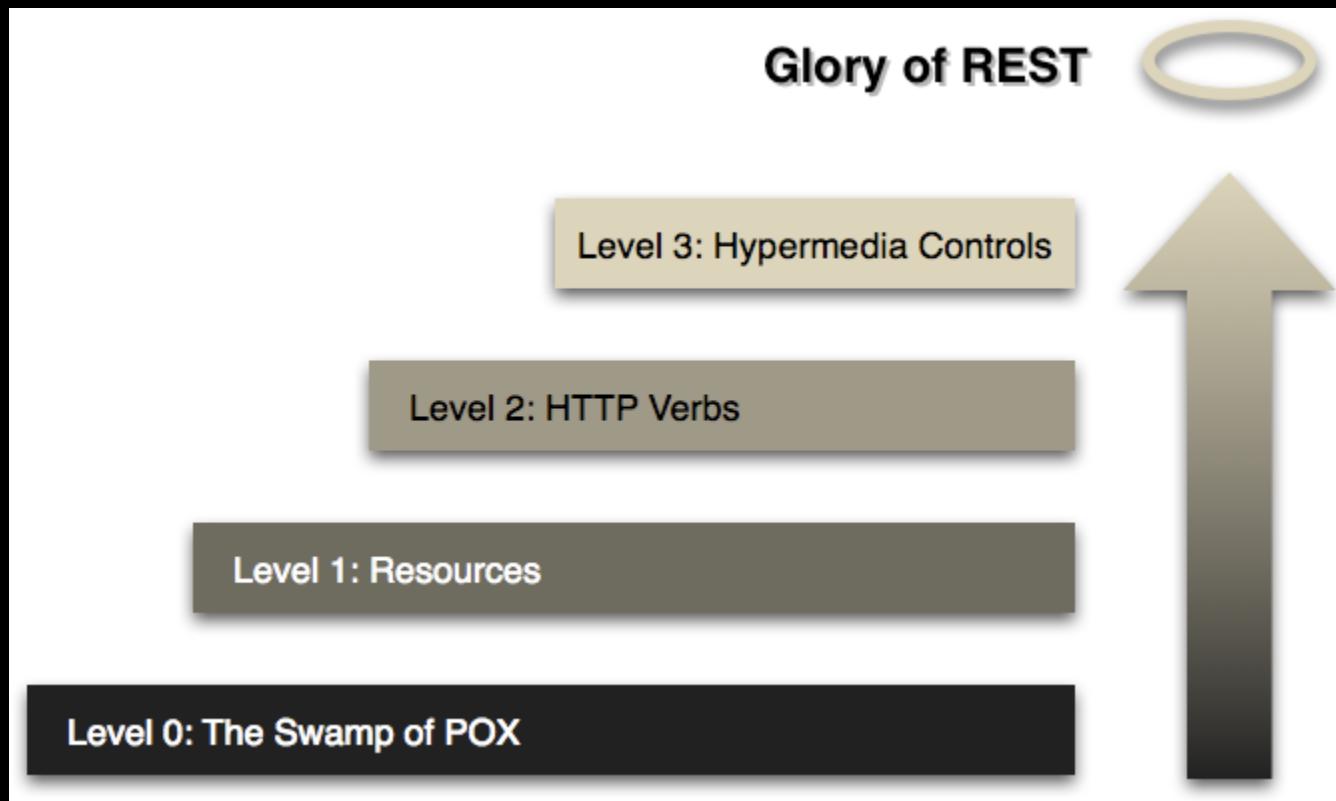 Glory of REST
Level 3: Hypermedia Controls
Level 2: HTTP Verbs
Level 1: Resources
Level 0: The Swamp of POX